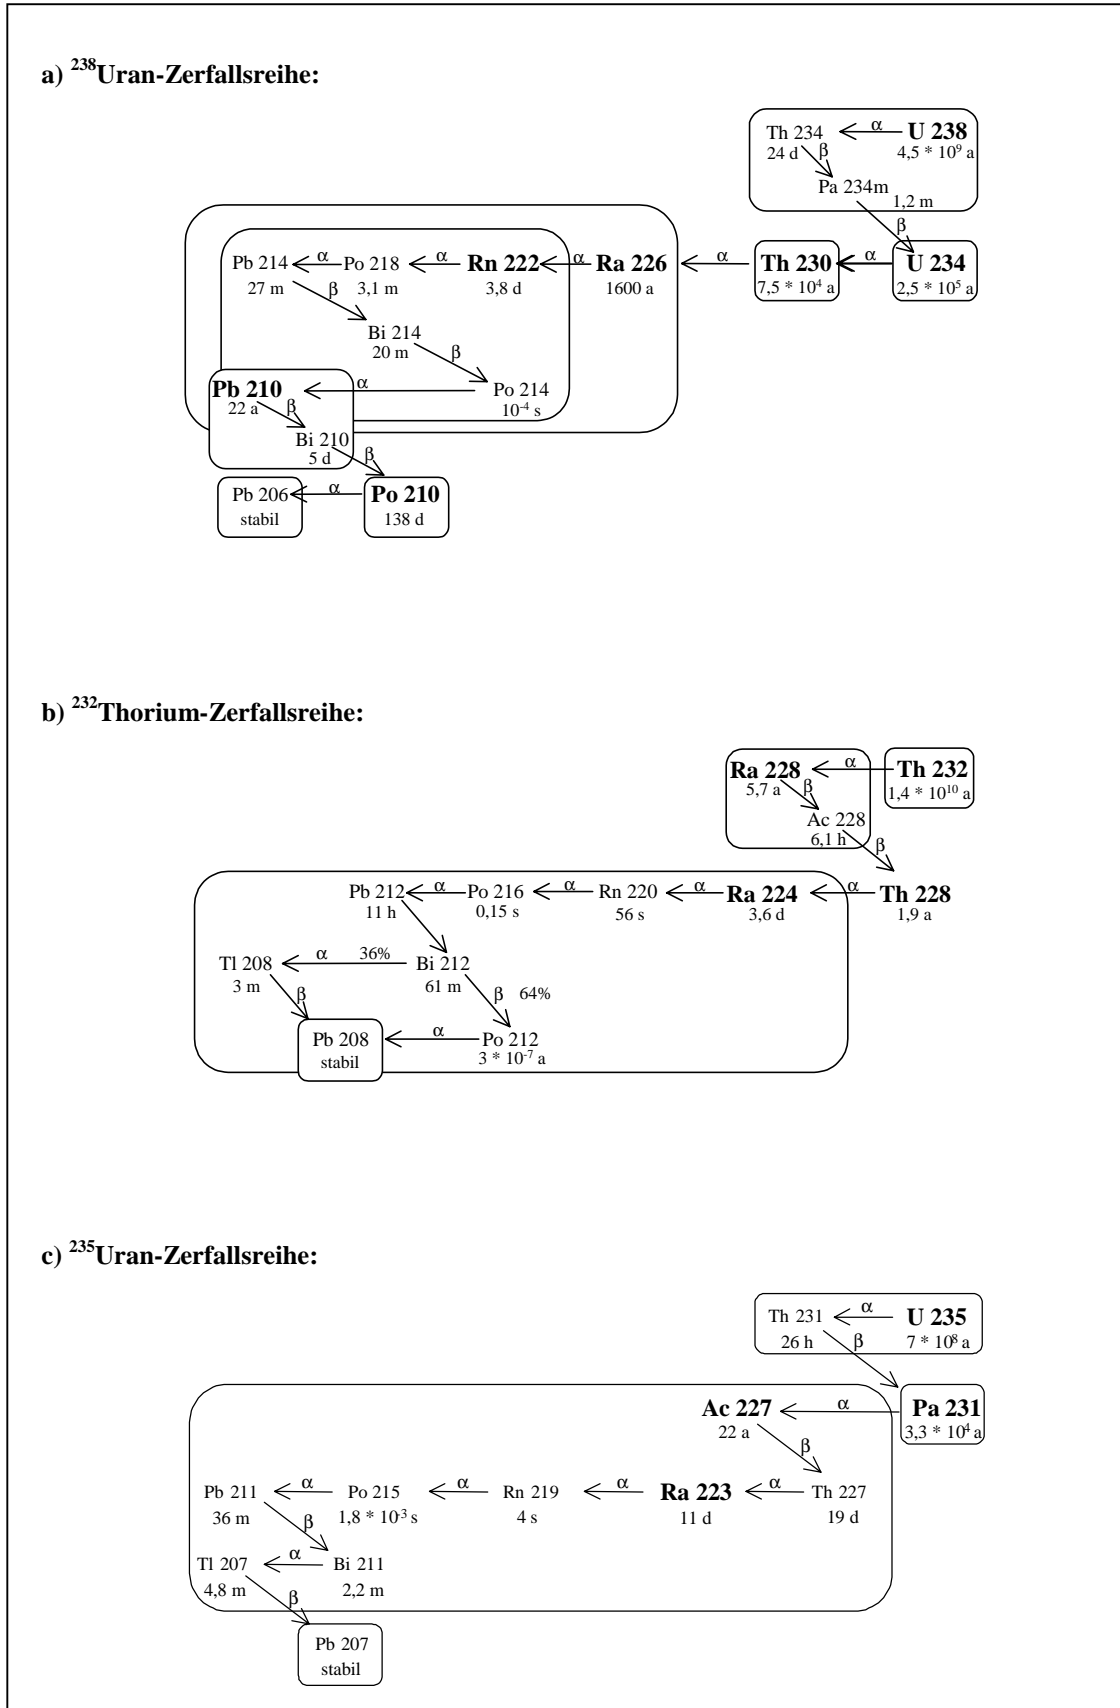 a) ²³⁸Uran-Zerfallsreihe:
Th 234 α U 238
24 d β 4,5 * 10⁹ a
Pa 234m
1,2 m
β
Pb 214 α Po 218 α Rn 222 α Ra 226 α Th 230 α U 234
27 m 3,1 m 3,8 d 1600 a 7,5 * 10⁴ a 2,5 * 10⁵ a
β
Bi 214
20 m β
Pb 210 α Po 214
22 a β 10⁻⁴ s
Bi 210
5 d β
Pb 206 α Po 210
stabil 138 d
b) ²³²Thorium-Zerfallsreihe:
Ra 228 α Th 232
5,7 a β 1,4 * 10¹⁰ a
Ac 228
6,1 h β
Pb 212 α Po 216 α Rn 220 α Ra 224 α Th 228
11 h 0,15 s 56 s 3,6 d 1,9 a
Tl 208 α 36% Bi 212
3 m β 61 m β 64%
Pb 208 α Po 212
stabil 3 * 10⁻⁷ a
c) ²³⁵Uran-Zerfallsreihe:
Th 231 α U 235
26 h β 7 * 10⁸ a
Ac 227 α Pa 231
22 a β 3,3 * 10⁴ a
Pb 211 α Po 215 α Rn 219 α Ra 223 α Th 227
36 m β 1,8 * 10⁻³ s 4 s 11 d 19 d
Tl 207 α Bi 211
4,8 m β 2,2 m
Pb 207
stabil